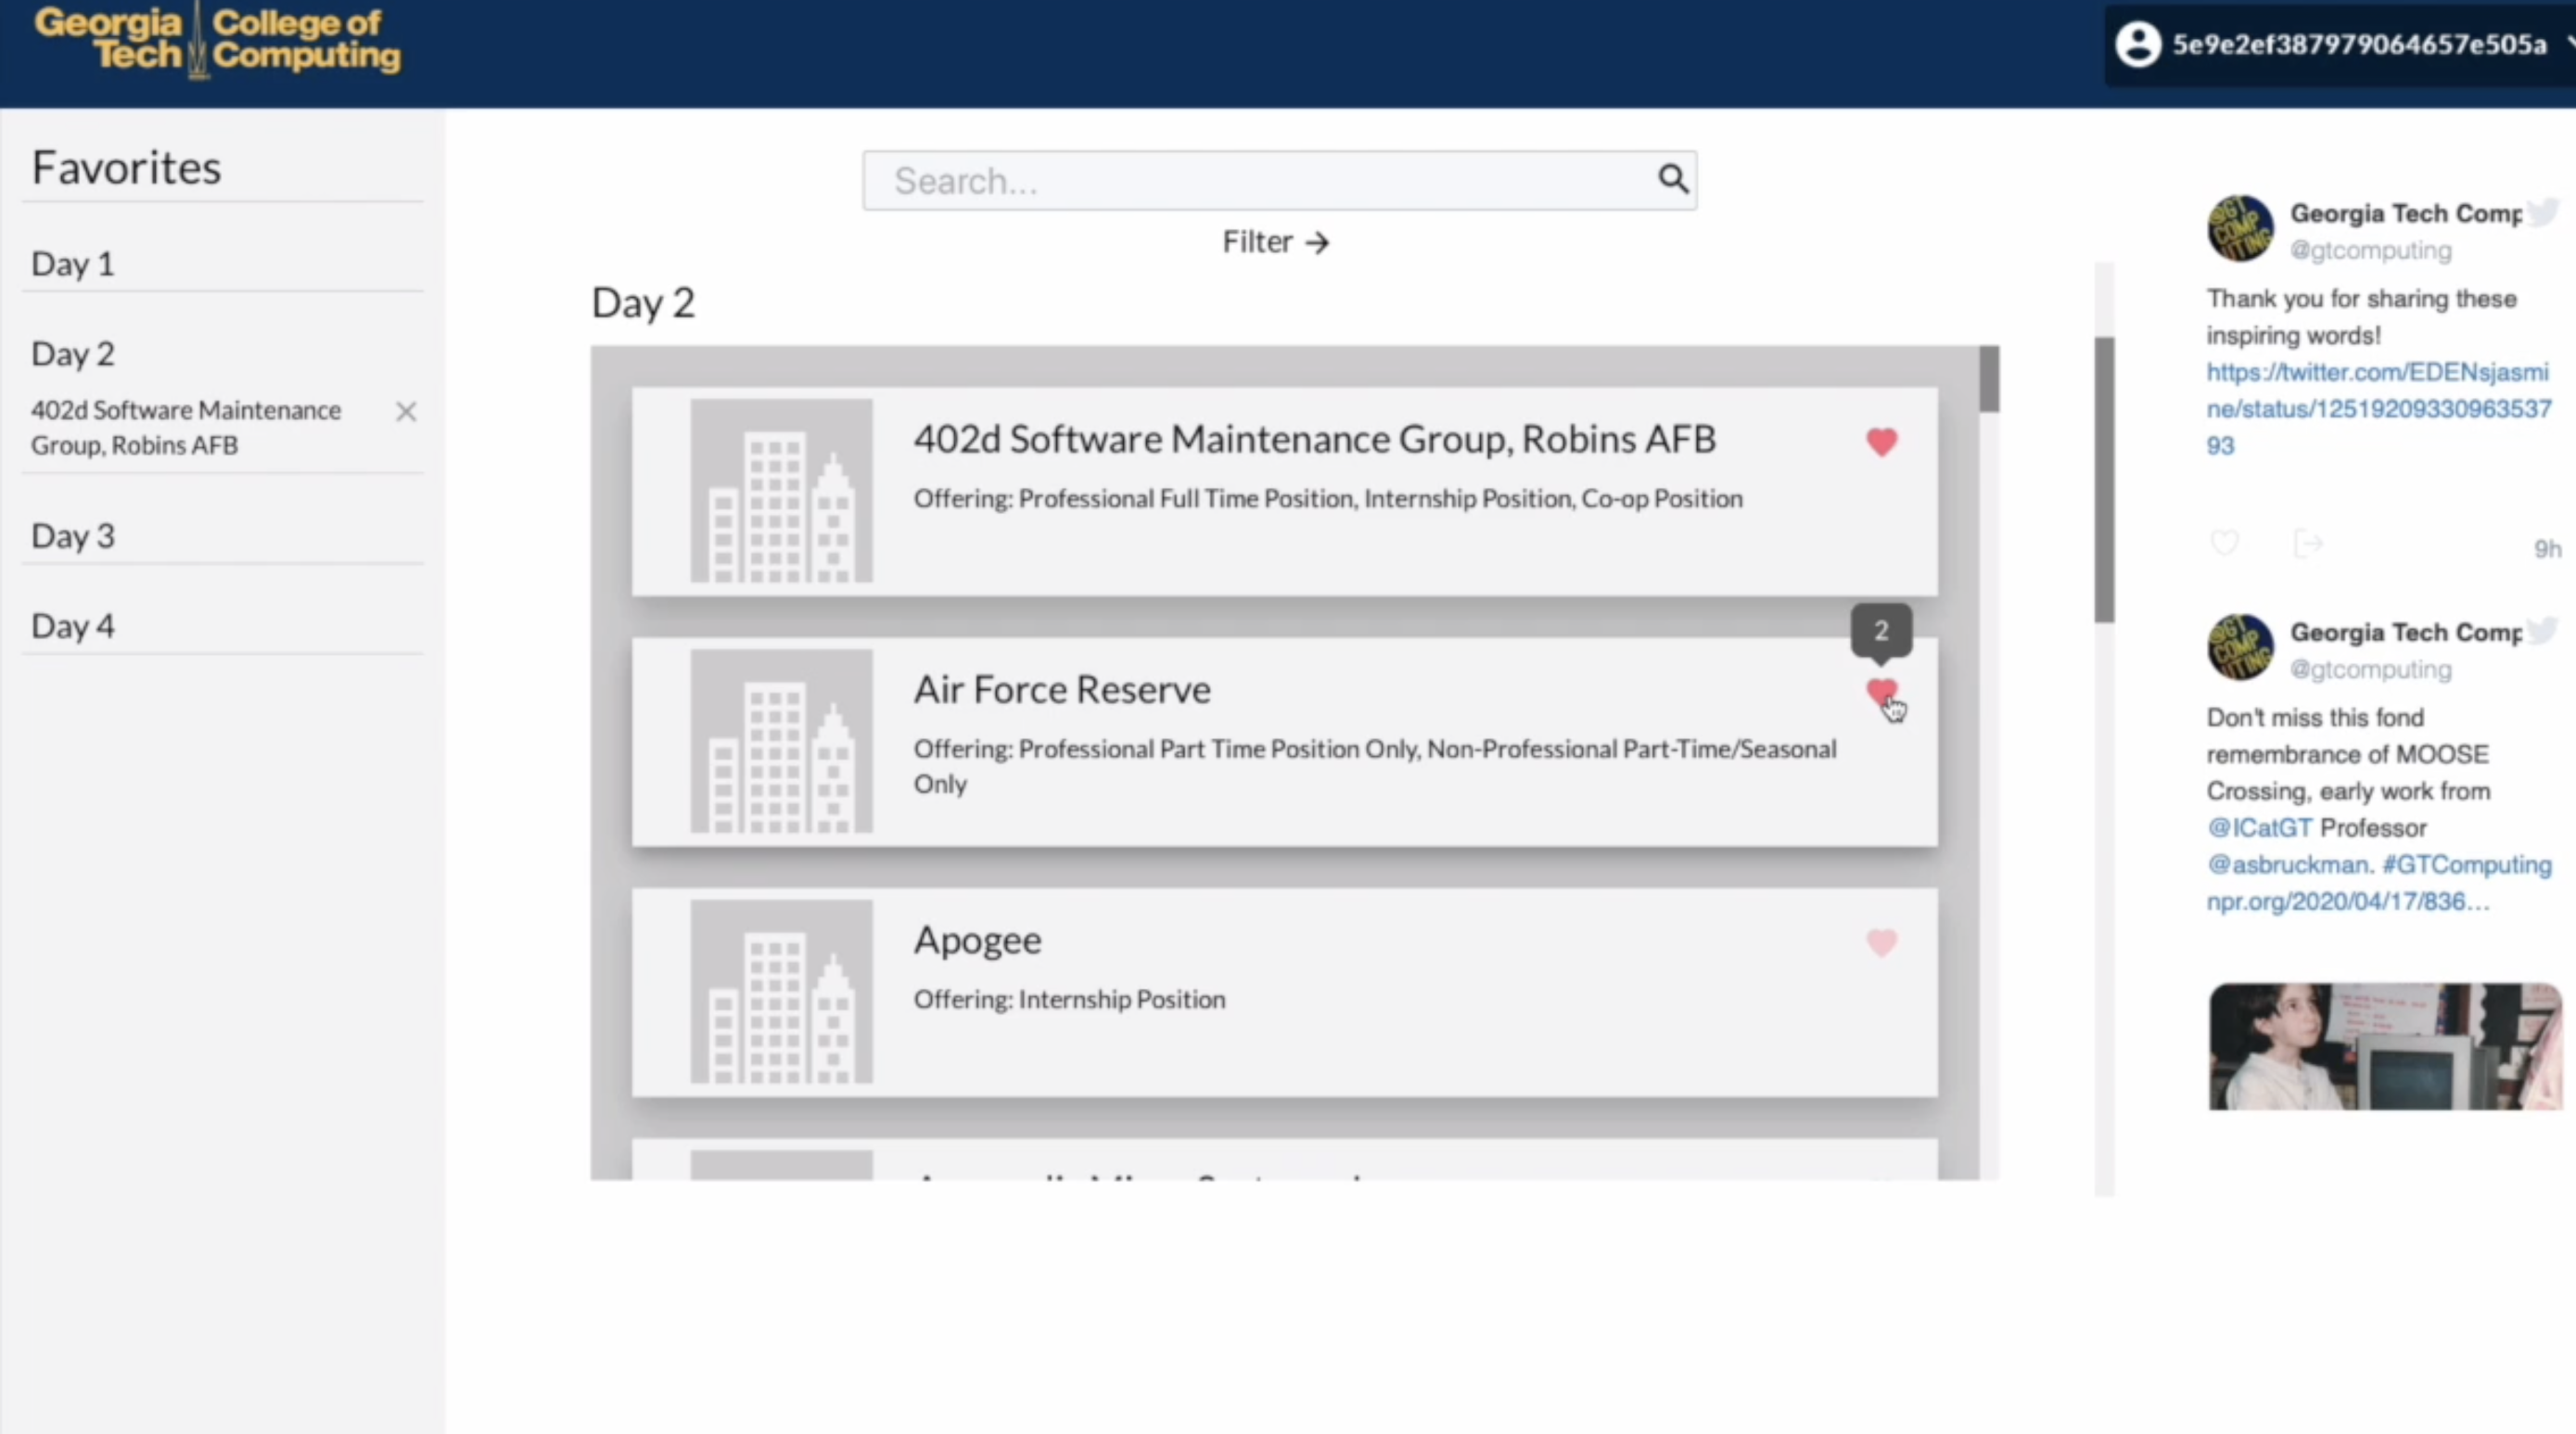 Georgia Tech
College of Computing
5e9e2ef387979064657e505a
Favorites
Day 1
Day 2
402d Software Maintenance
Group, Robins AFB
Day 3
Day 4
Search...
Filter →
Day 2
402d Software Maintenance Group, Robins AFB
Offering: Professional Full Time Position, Internship Position, Co-op Position
2
Air Force Reserve
Offering: Professional Part Time Position Only, Non-Professional Part-Time/Seasonal
Only
Apogee
Offering: Internship Position
Georgia Tech Comp
@gtcomputing
Thank you for sharing these
inspiring words!
https://twitter.com/EDENsjasmi
ne/status/12519209330963537
93
9h
Georgia Tech Comp
@gtcomputing
Don't miss this fond
remembrance of MOOSE
Crossing, early work from
@ICatGT Professor
@asbruckman. #GTComputing
npr.org/2020/04/17/836...